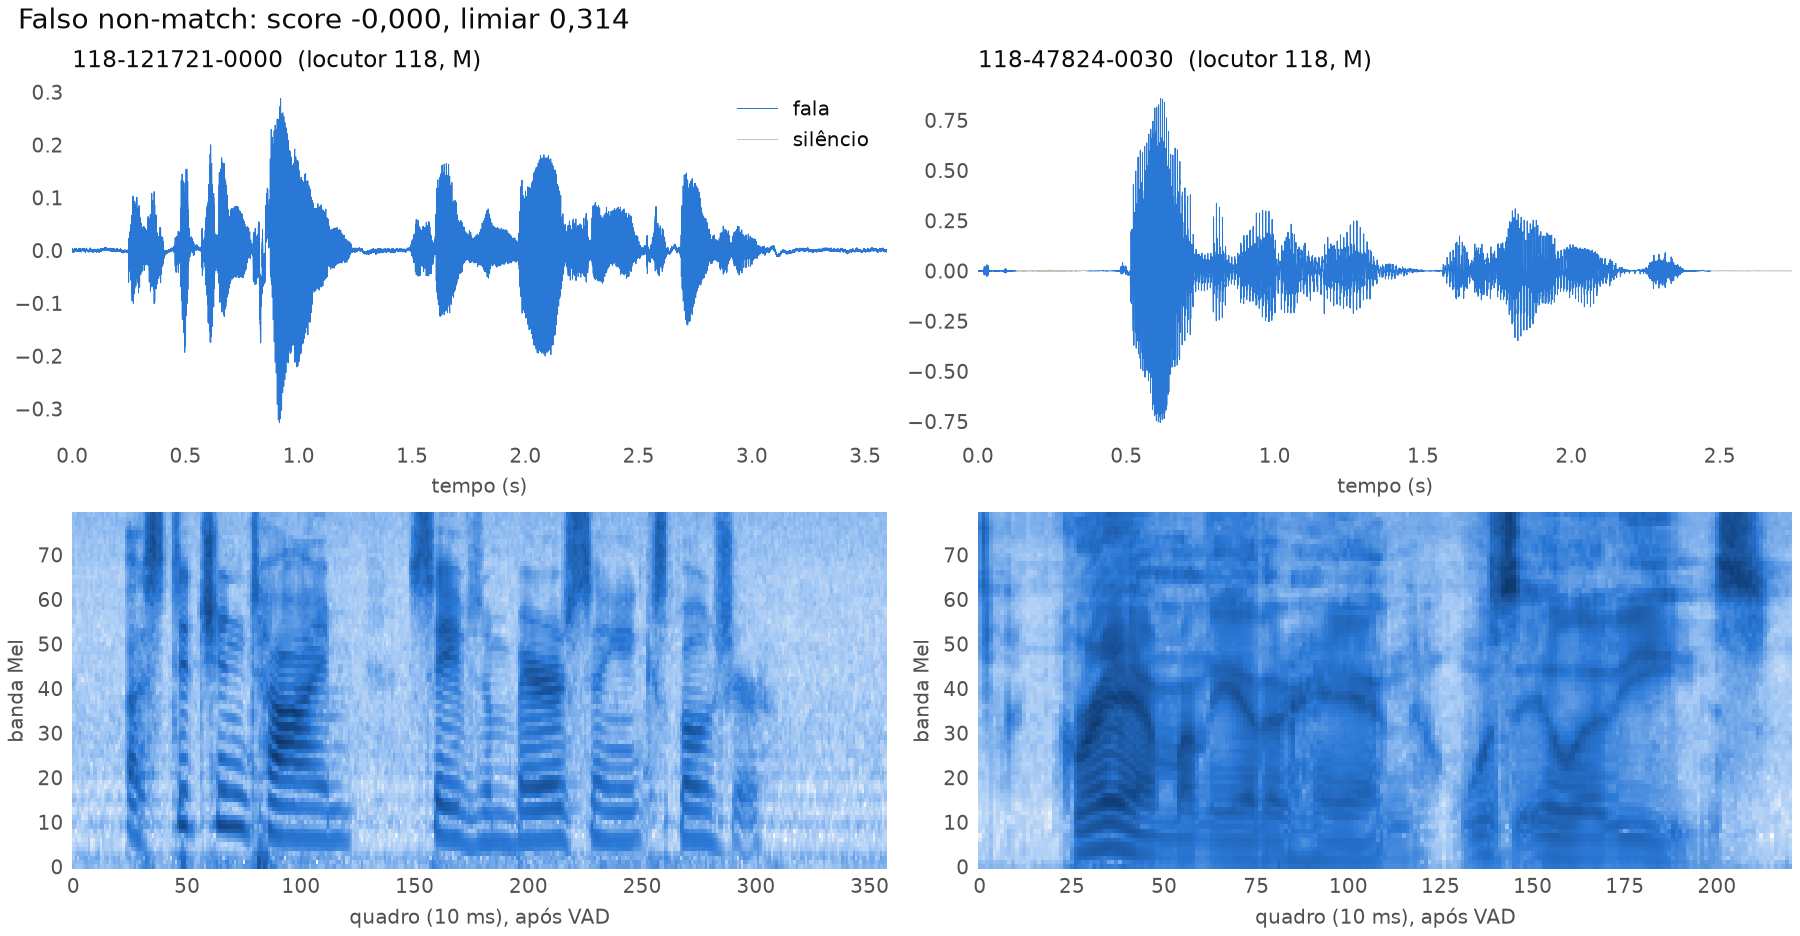 Falso non-match: score -0,000, limiar 0,314
118-121721-0000  (locutor 118, M)
0.3
0.2
0.1
0.0
−0.1
−0.2
−0.3
fala
silêncio
0.0 0.5 1.0 1.5 2.0 2.5 3.0 3.5
tempo (s)
118-47824-0030  (locutor 118, M)
0.75
0.50
0.25
0.00
−0.25
−0.50
−0.75
0.0 0.5 1.0 1.5 2.0 2.5
tempo (s)
banda Mel
70
60
50
40
30
20
10
0
0 50 100 150 200 250 300 350
quadro (10 ms), após VAD
banda Mel
70
60
50
40
30
20
10
0
0 25 50 75 100 125 150 175 200
quadro (10 ms), após VAD